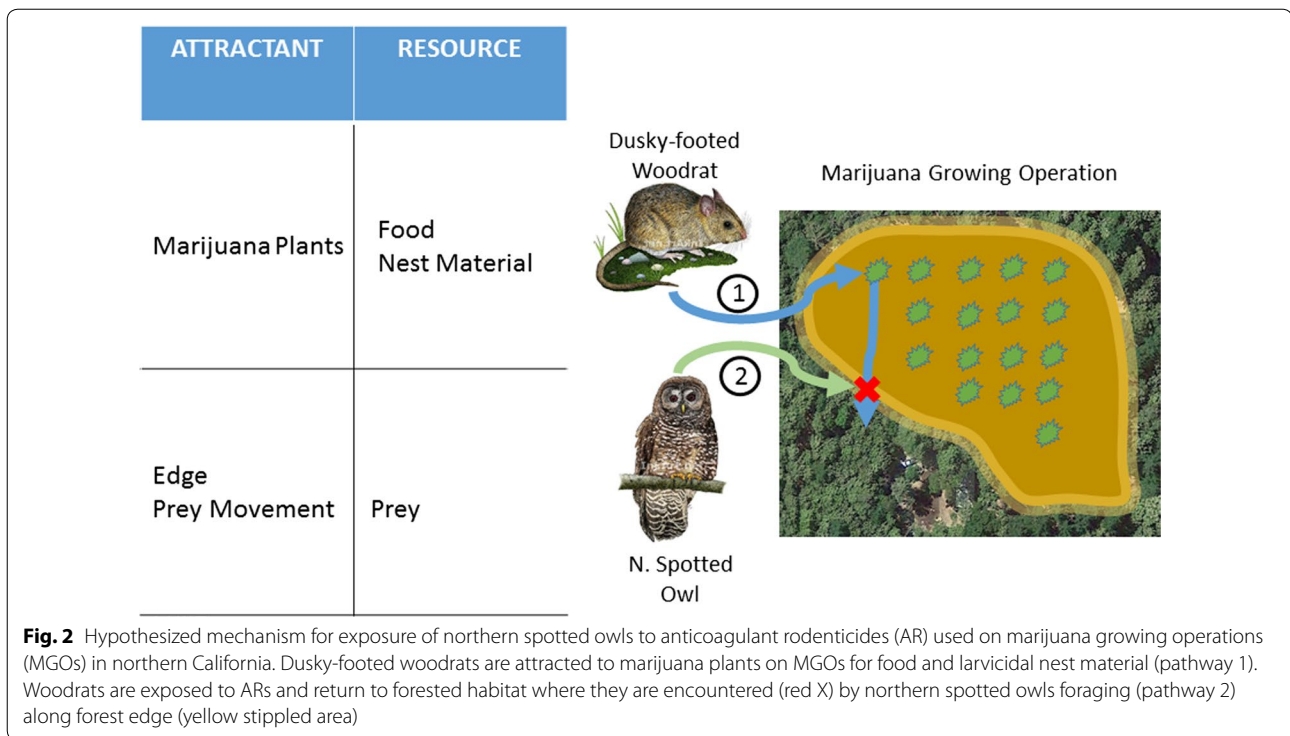 ATTRACTANT
RESOURCE
Dusky-footed
Woodrat
Marijuana Growing Operation
Marijuana Plants
Food
Nest Material
1
2
Edge
Prey Movement
Prey
N. Spotted
Owl
Fig. 2 Hypothesized mechanism for exposure of northern spotted owls to anticoagulant rodenticides (AR) used on marijuana growing operations
(MGOs) in northern California. Dusky-footed woodrats are attracted to marijuana plants on MGOs for food and larvicidal nest material (pathway 1).
Woodrats are exposed to ARs and return to forested habitat where they are encountered (red X) by northern spotted owls foraging (pathway 2)
along forest edge (yellow stippled area)